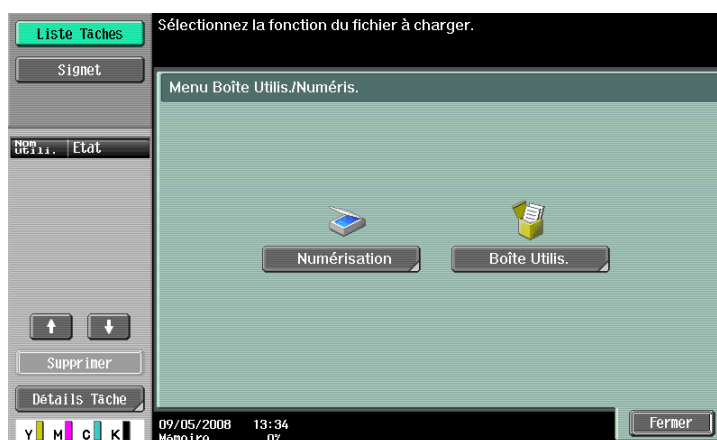 Liste Tâches
Sélectionnez la fonction du fichier à charger.
Signet
Menu Boîte Utilis./Numéris.
Nom Utili. Etat
Numérisation
Boîte Utilis.
Supprimer
Détails Tâche
09/05/2008 13:34
Fermer
Y M C K
Mémoire 0%